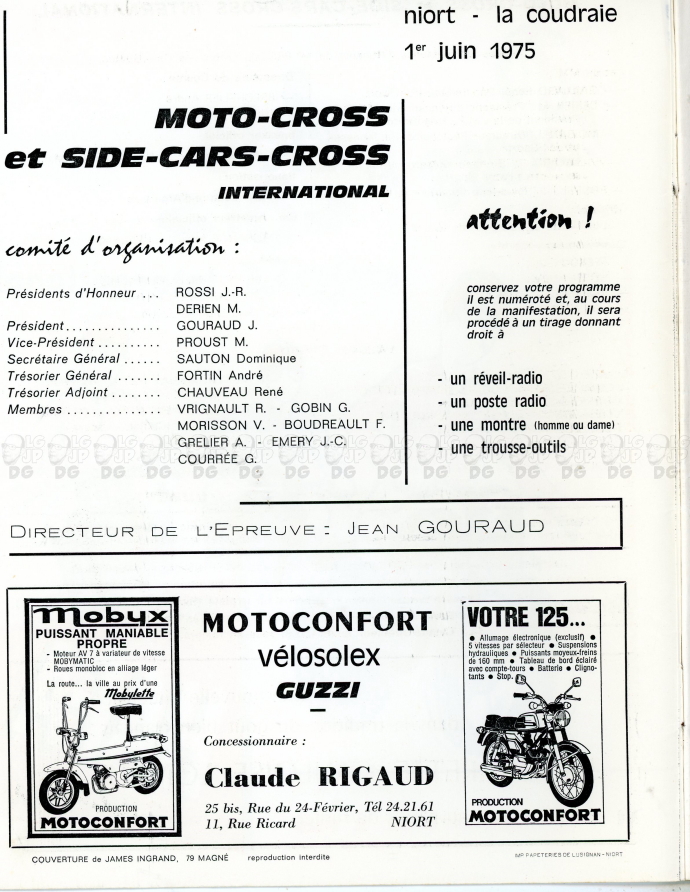 niort - la coudraie
1er juin 1975
MOTO-CROSS
et SIDE-CARS-CROSS
INTERNATIONAL
comité d'organisation :
Présidents d'Honneur ... ROSSI J.-R.
DERIEN M.
Président............... GOURAUD J.
Vice-Président .......... PROUST M.
Secrétaire Général ...... SAUTON Dominique
Trésorier Général ....... FORTIN André
Trésorier Adjoint ........ CHAUVEAU René
Membres ............... VRIGNAULT R. - GOBIN G.
MORISSON V. - BOUDREAULT F.
GRELIER A. - EMERY J.-C.
COURRÉE G.
attention !
conservez votre programme
il est numéroté et, au cours
de la manifestation, il sera
procédé à un tirage donnant
droit à
- un réveil-radio
- un poste radio
- une montre (homme ou dame)
- une trousse-outils
DIRECTEUR DE L'EPREUVE : JEAN GOURAUD
Mobyx
PUISSANT MANIABLE
PROPRE
- Moteur AV 7 à variateur de vitesse
MOBYMATIC
- Roues monobloc en alliage léger
La route... la ville au prix d'une
Mobylette
PRODUCTION
MOTOCONFORT
MOTOCONFORT
vélosolex
GUZZI
Concessionnaire :
Claude RIGAUD
25 bis, Rue du 24-Février, Tél 24.21.61
11, Rue Ricard NIORT
VOTRE 125...
● Allumage électronique (exclusif) ●
5 vitesses par sélecteur ● Suspensions
hydrauliques ● Puissants moyeux-freins
de 160 mm ● Tableau de bord éclairé
avec compte-tours ● Batterie ● Cligno-
tants ● Stop.
PRODUCTION
MOTOCONFORT
COUVERTURE de JAMES INGRAND, 79 MAGNÉ reproduction interdite
IMP. PAPETERIES DE LUSIGNAN - NIORT